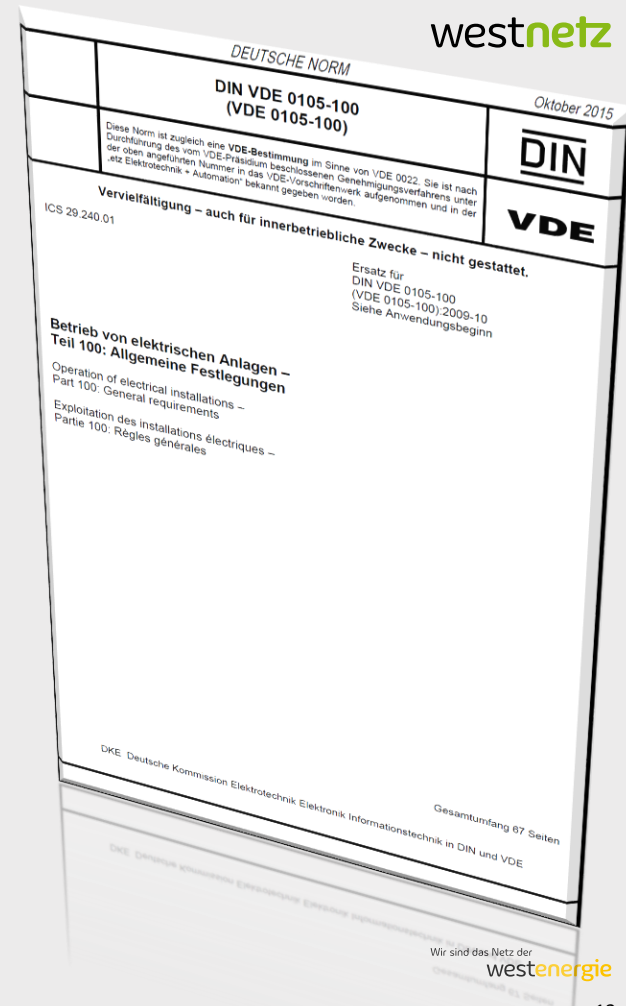 westnetz
DEUTSCHE NORM
Oktober 2015
DIN VDE 0105-100
(VDE 0105-100)
DIN
Diese Norm ist zugleich eine VDE-Bestimmung im Sinne von VDE 0022. Sie ist nach
Durchführung des vom VDE-Präsidium beschlossenen Genehmigungsverfahrens unter
der oben angeführten Nummer in das VDE-Vorschriftenwerk aufgenommen und in der
„etz Elektrotechnik + Automation“ bekannt gegeben worden.
VDE
Vervielfältigung – auch für innerbetriebliche Zwecke – nicht gestattet.
ICS 29.240.01
Ersatz für
DIN VDE 0105-100
(VDE 0105-100):2009-10
Siehe Anwendungsbeginn
Betrieb von elektrischen Anlagen –
Teil 100: Allgemeine Festlegungen
Operation of electrical installations –
Part 100: General requirements
Exploitation des installations électriques –
Partie 100: Règles générales
DKE Deutsche Kommission Elektrotechnik Elektronik Informationstechnik in DIN und VDE
Gesamtumfang 67 Seiten
Wir sind das Netz der
westenergie